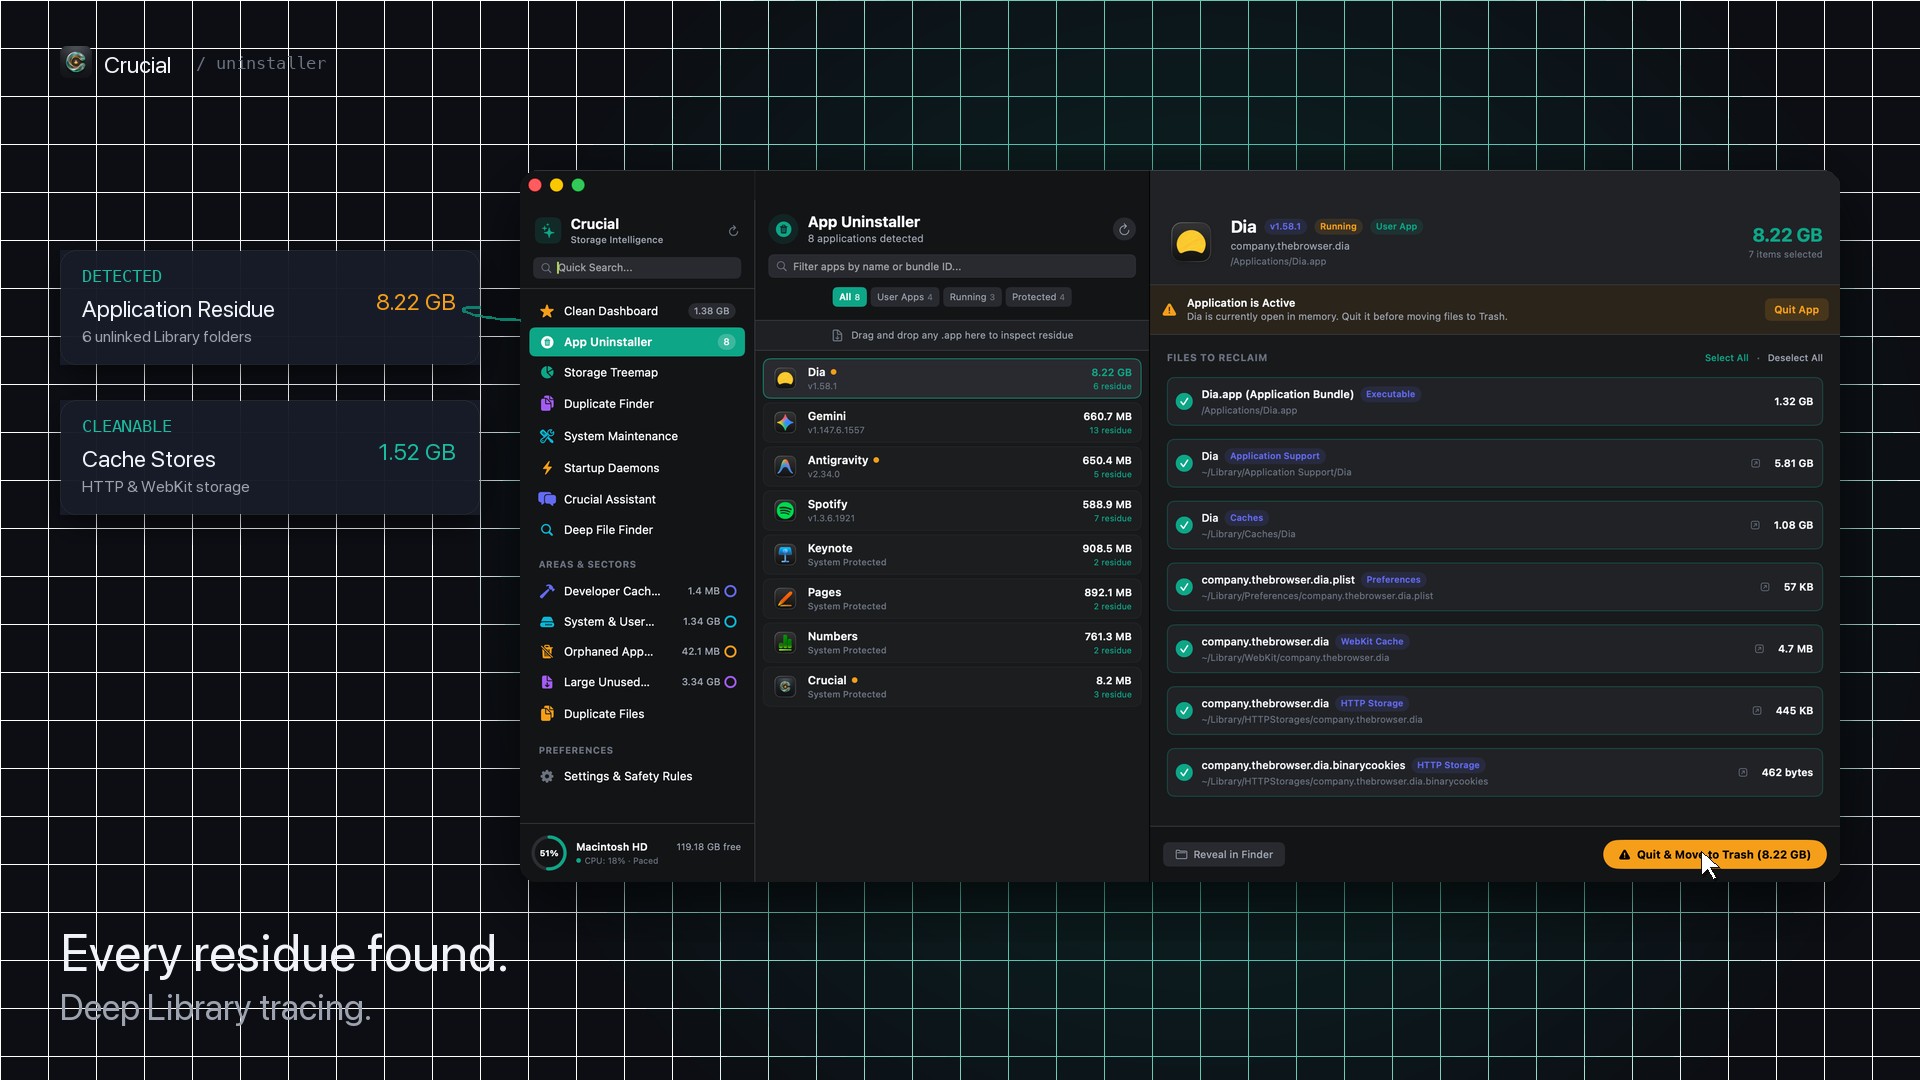 Crucial / uninstaller
DETECTED
Application Residue
8.22 GB
6 unlinked Library folders
CLEANABLE
Cache Stores
1.52 GB
HTTP & WebKit storage
Every residue found.
Deep Library tracing.
Crucial
Storage Intelligence
Quick Search...
Clean Dashboard 1.38 GB
App Uninstaller 8
Storage Treemap
Duplicate Finder
System Maintenance
Startup Daemons
Crucial Assistant
Deep File Finder
AREAS & SECTORS
Developer Cach... 1.4 MB
System & User... 1.34 GB
Orphaned App... 42.1 MB
Large Unused... 3.34 GB
Duplicate Files
PREFERENCES
Settings & Safety Rules
51%
Macintosh HD 119.18 GB free
CPU: 18% · Paced
App Uninstaller
8 applications detected
Filter apps by name or bundle ID...
All 8 User Apps 4 Running 3 Protected 4
Drag and drop any .app here to inspect residue
Dia 8.22 GB
v1.58.1 6 residue
Gemini 660.7 MB
v1.147.6.1557 13 residue
Antigravity 650.4 MB
v2.34.0 5 residue
Spotify 588.9 MB
v1.3.6.1921 7 residue
Keynote 908.5 MB
System Protected 2 residue
Pages 892.1 MB
System Protected 2 residue
Numbers 761.3 MB
System Protected 2 residue
Crucial 8.2 MB
System Protected 3 residue
Dia v1.58.1 Running User App
company.thebrowser.dia
/Applications/Dia.app
8.22 GB
7 items selected
Application is Active
Dia is currently open in memory. Quit it before moving files to Trash.
Quit App
FILES TO RECLAIM Select All · Deselect All
Dia.app (Application Bundle) Executable 1.32 GB
/Applications/Dia.app
Dia Application Support 5.81 GB
~/Library/Application Support/Dia
Dia Caches 1.08 GB
~/Library/Caches/Dia
company.thebrowser.dia.plist Preferences 57 KB
~/Library/Preferences/company.thebrowser.dia.plist
company.thebrowser.dia WebKit Cache 4.7 MB
~/Library/WebKit/company.thebrowser.dia
company.thebrowser.dia HTTP Storage 445 KB
~/Library/HTTPStorages/company.thebrowser.dia
company.thebrowser.dia.binarycookies HTTP Storage 462 bytes
~/Library/HTTPStorages/company.thebrowser.dia.binarycookies
Reveal in Finder
Quit & Move to Trash (8.22 GB)